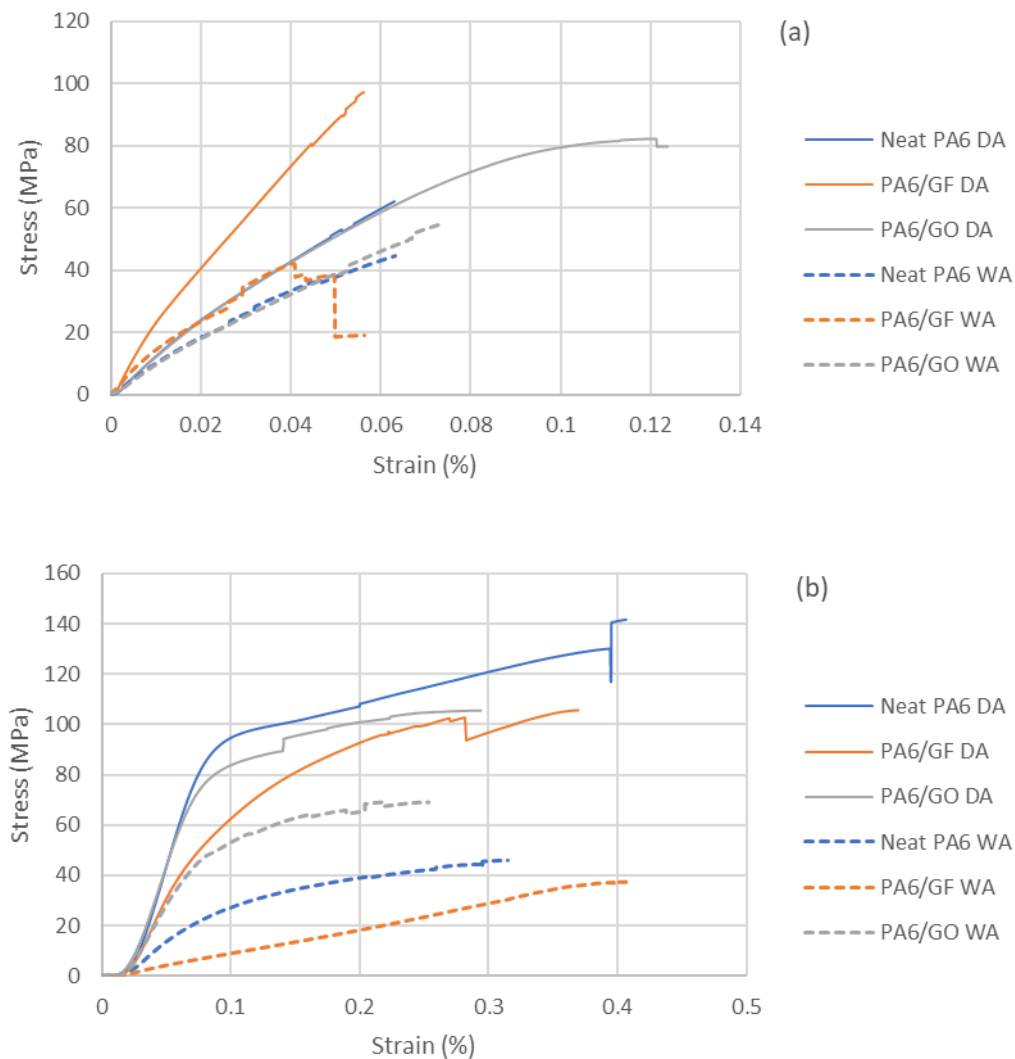 (a)
120
100
80
60
40
20
0
Stress (MPa)
0 0.02 0.04 0.06 0.08 0.1 0.12 0.14
Strain (%)
Neat PA6 DA
PA6/GF DA
PA6/GO DA
Neat PA6 WA
PA6/GF WA
PA6/GO WA
(b)
160
140
120
100
80
60
40
20
0
Stress (MPa)
0 0.1 0.2 0.3 0.4 0.5
Strain (%)
Neat PA6 DA
PA6/GF DA
PA6/GO DA
Neat PA6 WA
PA6/GF WA
PA6/GO WA